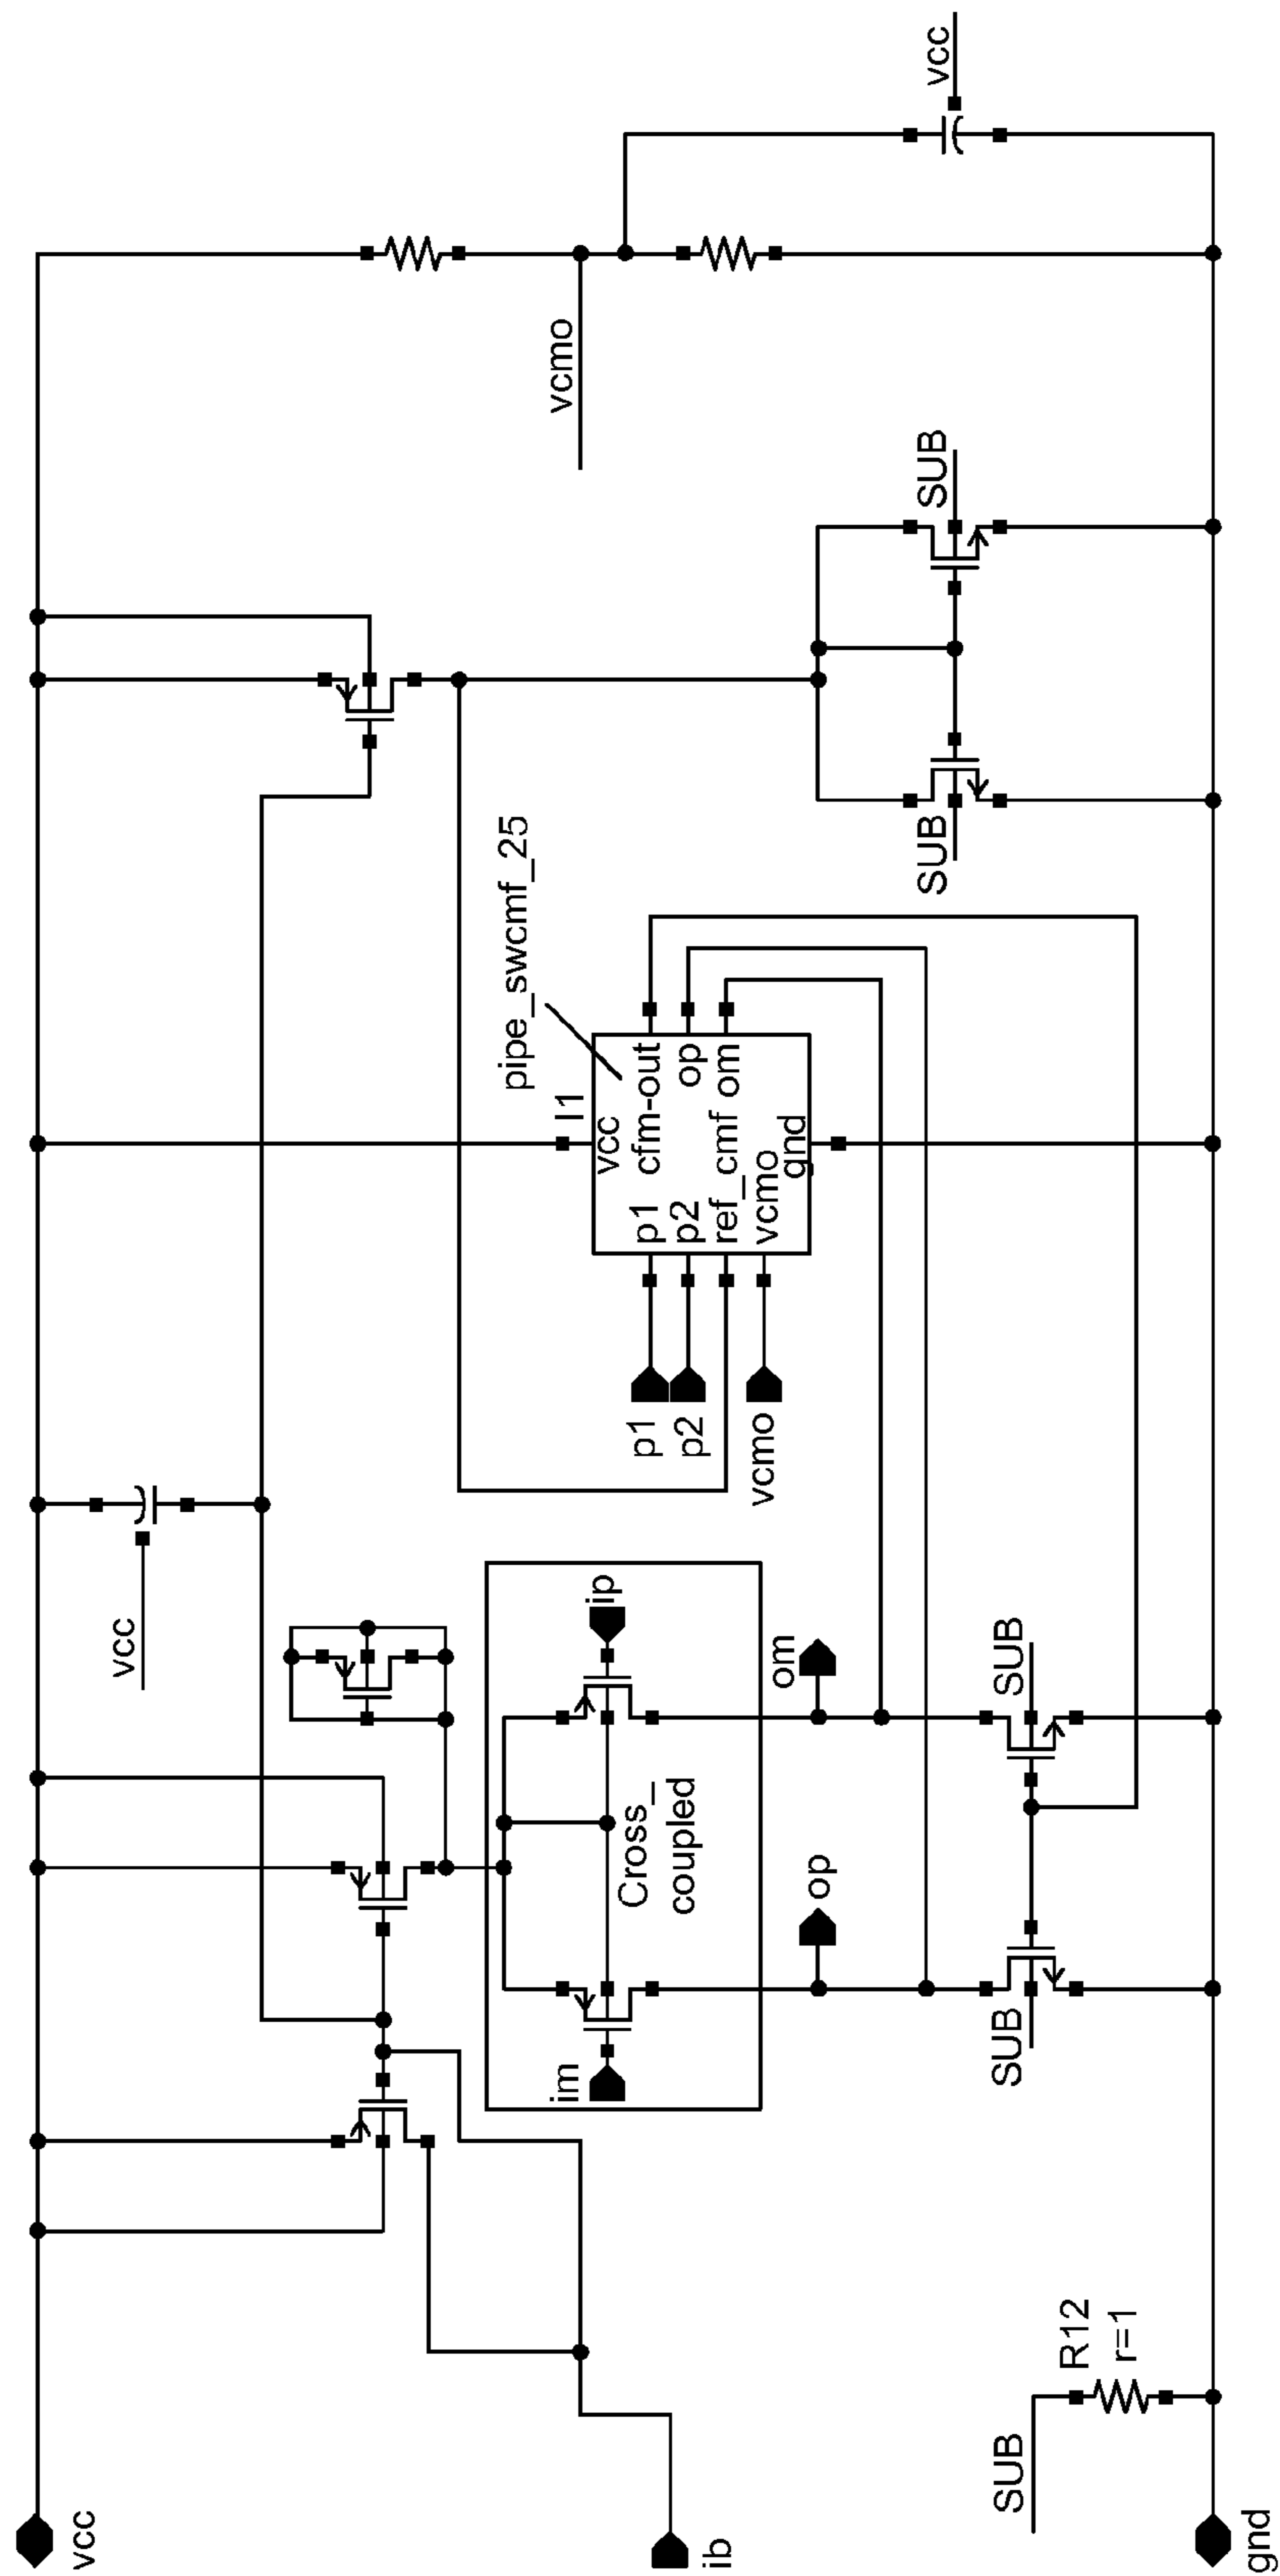 vcc
ib
SUB
R12
r=1
gnd
im
Cross_
coupled
ip
op
om
SUB
SUB
vcc
p1
p2
vcmo
I1
pipe_swcmf_25
vcc
p1
cfm-out
p2
op
ref_cmf
om
vcmo
gnd
SUB
SUB
vcmo
vcc